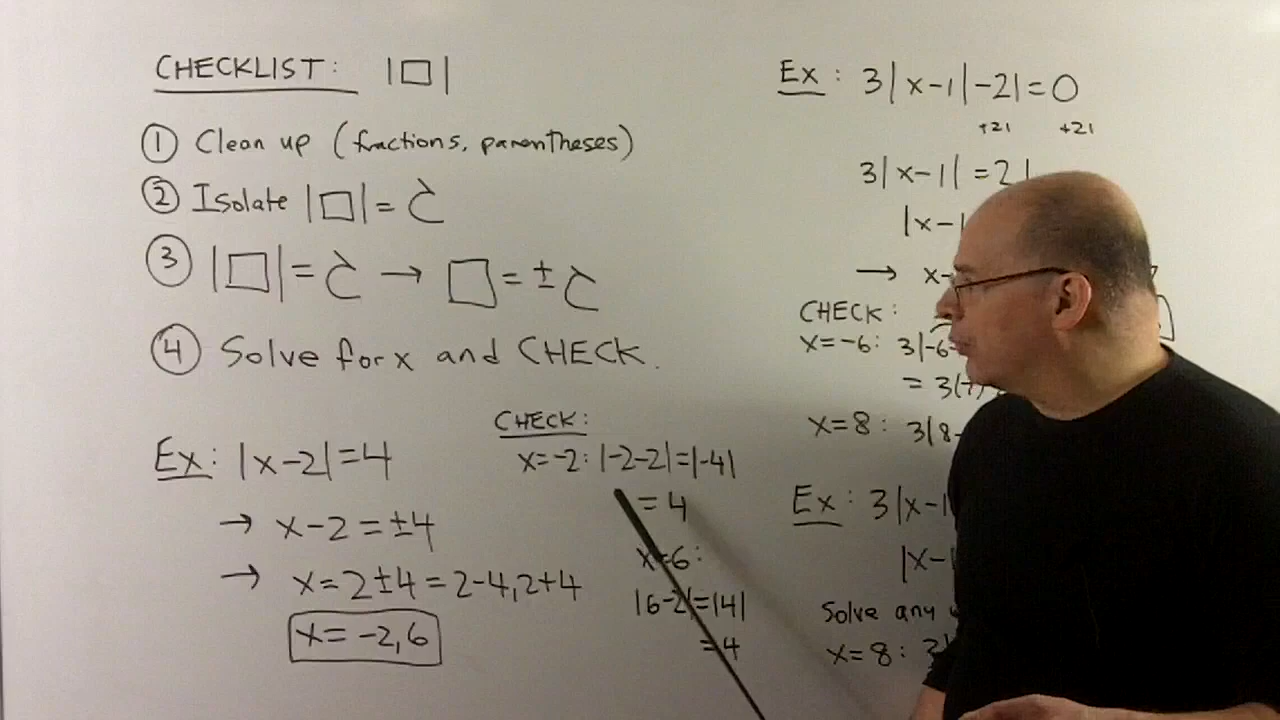 CHECKLIST: |□|
① Clean up (fractions, parentheses)
② Isolate |□| = C
③ |□| = C → □ = ± C
④ Solve for x and CHECK.
Ex: |x-2|=4
→ x-2=±4
→ x=2±4=2-4,2+4
x=-2,6
CHECK:
x=-2: |-2-2|=|-4|
=4
x=6:
|6-2|=|4|
=4
Ex: 3|x-1|-21=0
+21 +21
3|x-1|=21
|x-1
→ x-
CHECK:
x=-6: 3|-6-
= 3(7)
x=8: 3|8-
Ex: 3|x-1
|x-
Solve any
x=8: 3|